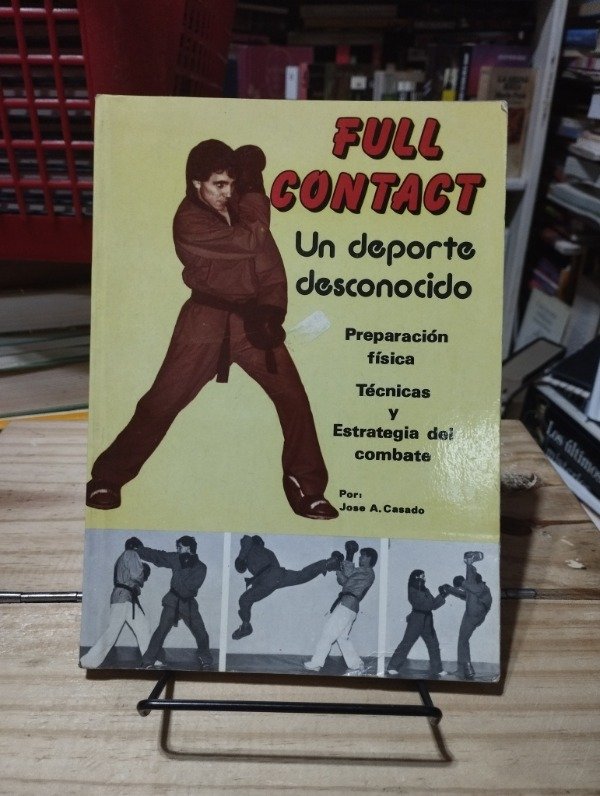 FULL
CONTACT
Un deporte
desconocido
Preparación
física
Técnicas
y
Estrategia del
combate
Por:
Jose A. Casado